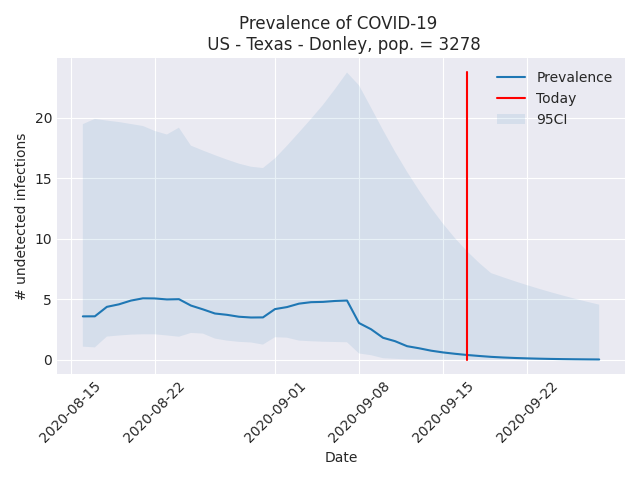 Prevalence of COVID-19
US - Texas - Donley, pop. = 3278
Prevalence
Today
95CI
# undetected infections
20
15
10
5
0
2020-08-15
2020-08-22
2020-09-01
2020-09-08
2020-09-15
2020-09-22
Date